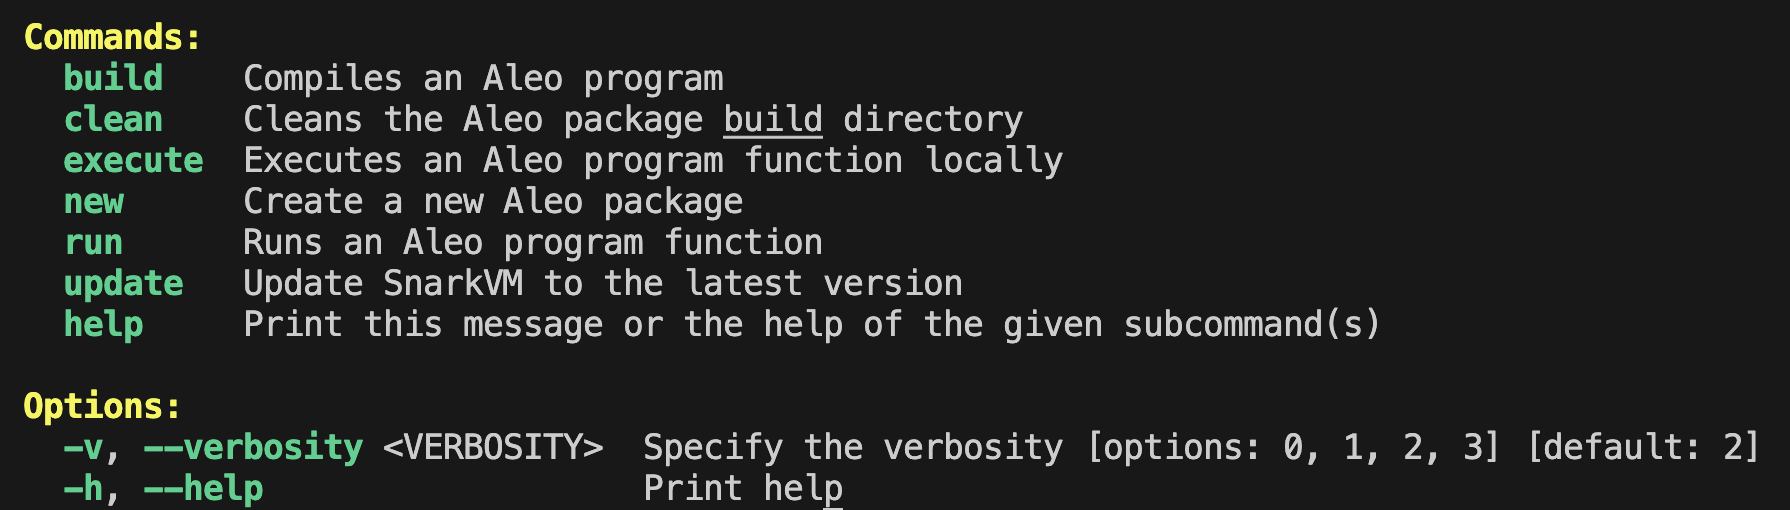 Commands:
build Compiles an Aleo program
clean Cleans the Aleo package build directory
execute Executes an Aleo program function locally
new Create a new Aleo package
run Runs an Aleo program function
update Update SnarkVM to the latest version
help Print this message or the help of the given subcommand(s)
Options:
-v, --verbosity <VERBOSITY> Specify the verbosity [options: 0, 1, 2, 3] [default: 2]
-h, --help Print help